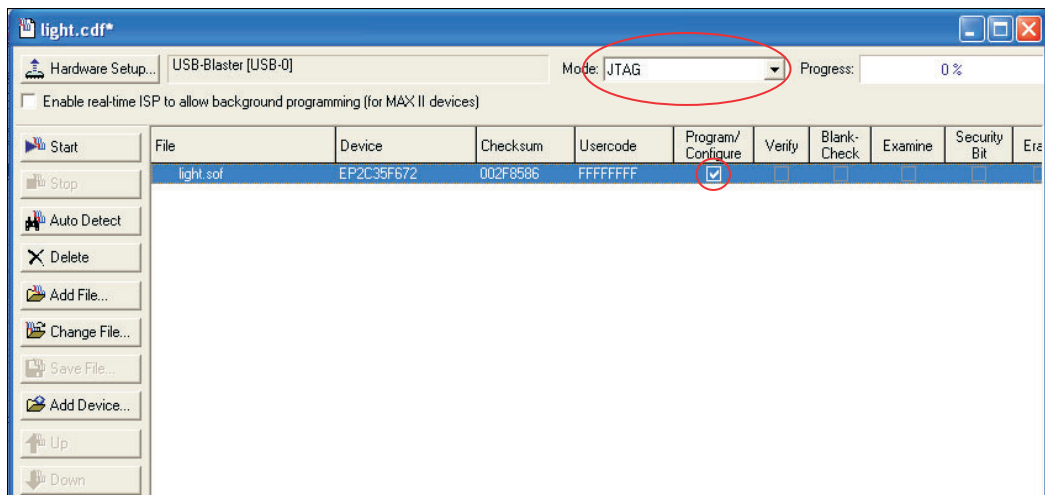 light.cdf*
Hardware Setup... USB-Blaster [USB-0] Mode: JTAG Progress: 0 %
Enable real-time ISP to allow background programming (for MAX II devices)
Start
Stop
Auto Detect
Delete
Add File...
Change File...
Save File...
Add Device...
Up
Down
File Device Checksum Usercode Program/ Configure Verify Blank- Check Examine Security Bit Era
light.sof EP2C35F672 002F8586 FFFFFFFF